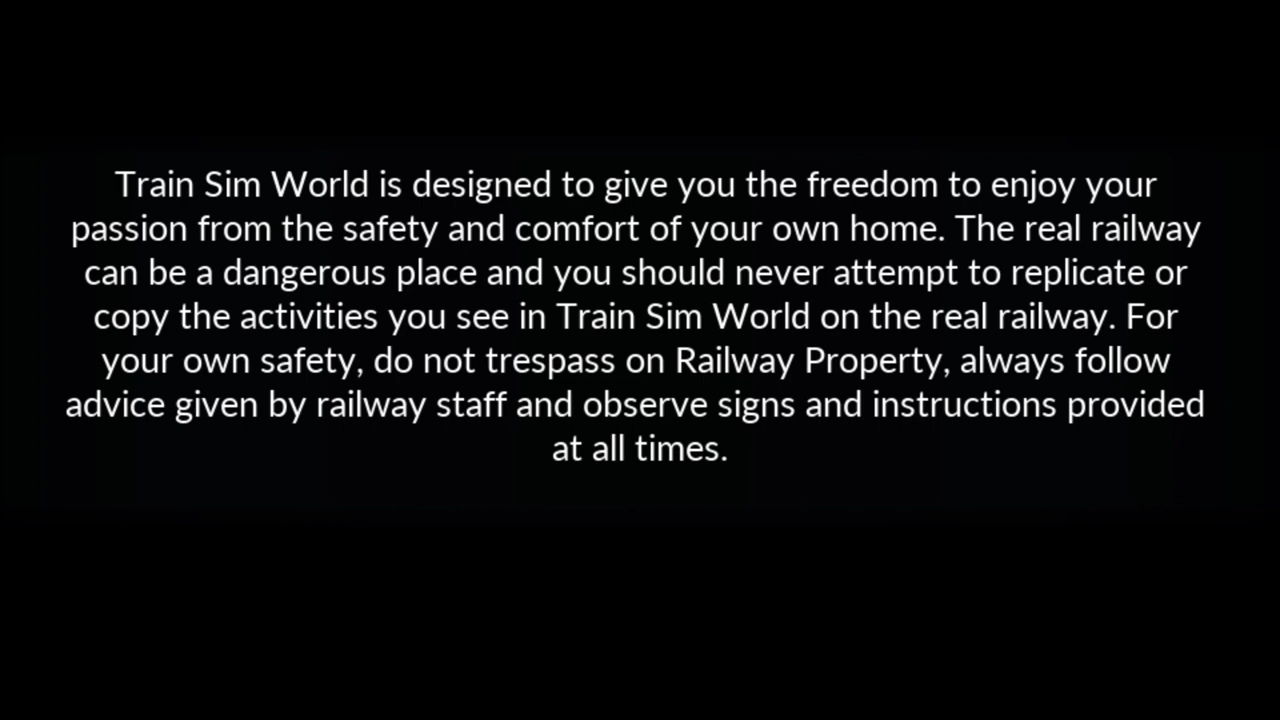 Train Sim World is designed to give you the freedom to enjoy your
passion from the safety and comfort of your own home. The real railway
can be a dangerous place and you should never attempt to replicate or
copy the activities you see in Train Sim World on the real railway. For
your own safety, do not trespass on Railway Property, always follow
advice given by railway staff and observe signs and instructions provided
at all times.